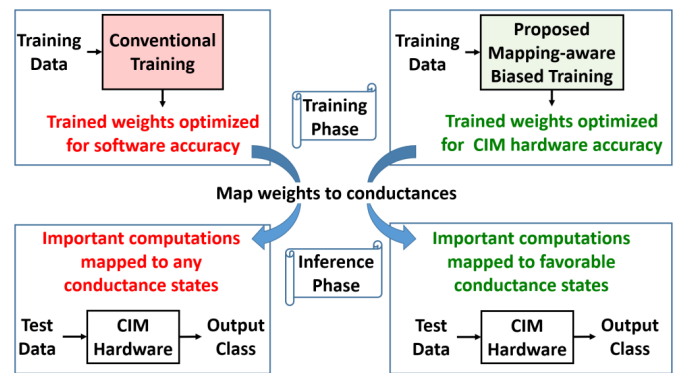 Training
Data
Conventional
Training
Trained weights optimized
for software accuracy
Training
Phase
Training
Data
Proposed
Mapping-aware
Biased Training
Trained weights optimized
for CIM hardware accuracy
Map weights to conductances
Important computations
mapped to any
conductance states
Test
Data
CIM
Hardware
Output
Class
Inference
Phase
Important computations
mapped to favorable
conductance states
Test
Data
CIM
Hardware
Output
Class